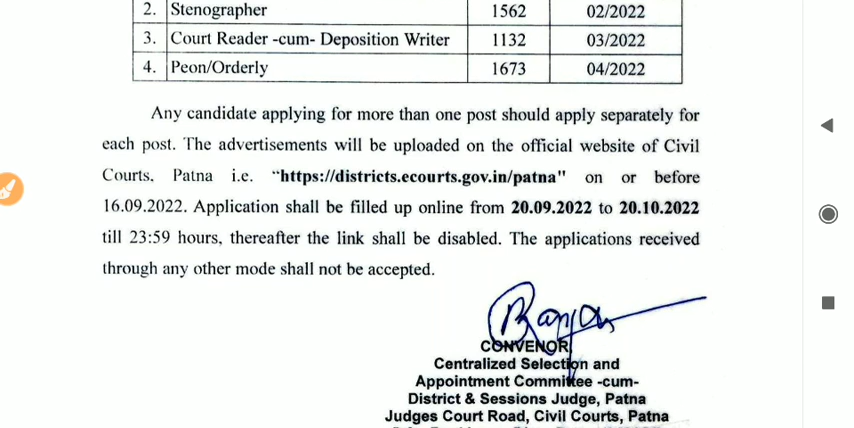 2. Stenographer 1562 02/2022
3. Court Reader -cum- Deposition Writer 1132 03/2022
4. Peon/Orderly 1673 04/2022
Any candidate applying for more than one post should apply separately for
each post. The advertisements will be uploaded on the official website of Civil
Courts, Patna i.e. "https://districts.ecourts.gov.in/patna" on or before
16.09.2022. Application shall be filled up online from 20.09.2022 to 20.10.2022
till 23:59 hours, thereafter the link shall be disabled. The applications received
through any other mode shall not be accepted.
CONVENOR
Centralized Selection and
Appointment Committee -cum-
District & Sessions Judge, Patna
Judges Court Road, Civil Courts, Patna